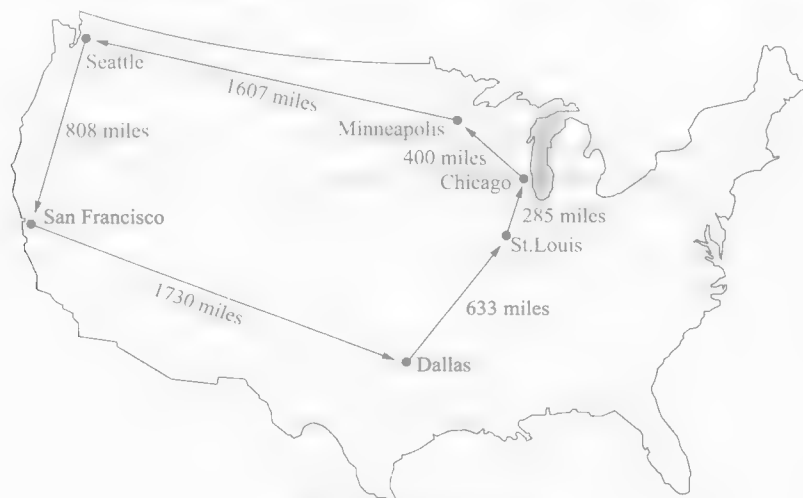 Seattle
1607 miles
Minneapolis
808 miles
400 miles
Chicago
San Francisco
285 miles
St.Louis
1730 miles
633 miles
Dallas